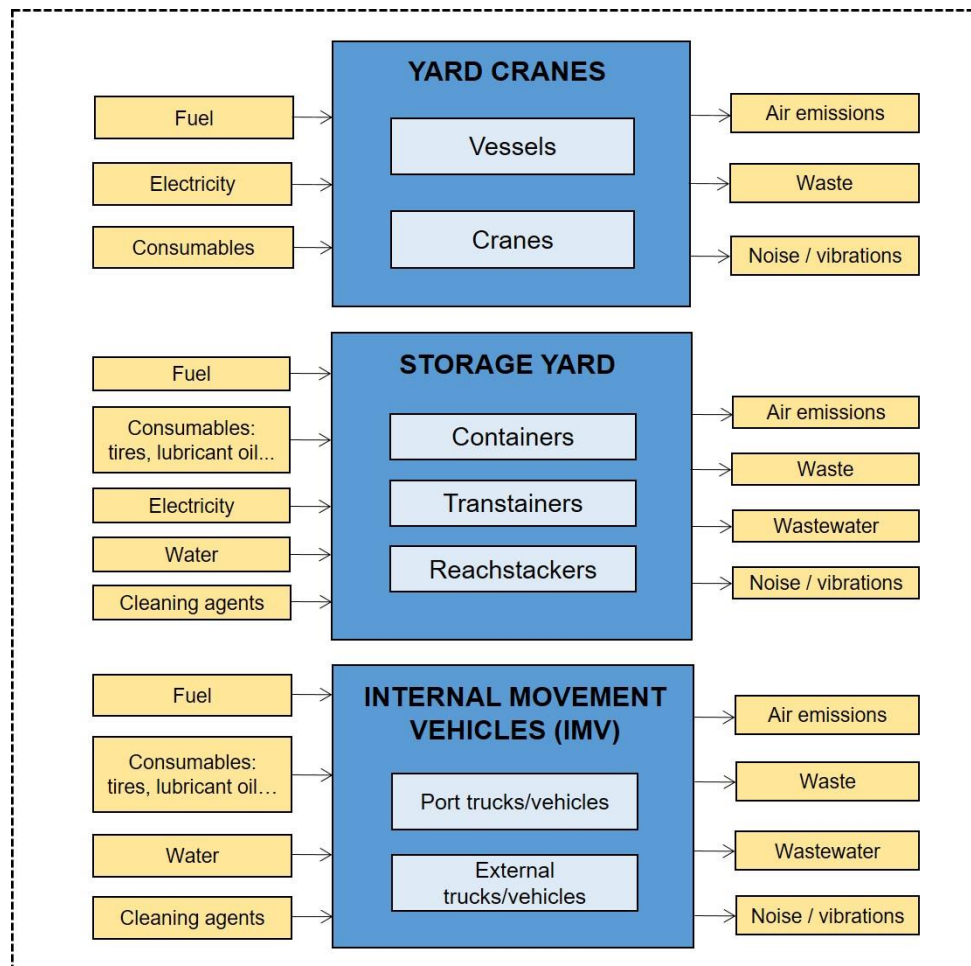 YARD CRANES
Fuel
Electricity
Consumables
Vessels
Cranes
Air emissions
Waste
Noise / vibrations
STORAGE YARD
Fuel
Consumables:
tires, lubricant oil...
Electricity
Water
Cleaning agents
Containers
Transtainers
Reachstackers
Air emissions
Waste
Wastewater
Noise / vibrations
INTERNAL MOVEMENT
VEHICLES (IMV)
Fuel
Consumables:
tires, lubricant oil…
Water
Cleaning agents
Port trucks/vehicles
External
trucks/vehicles
Air emissions
Waste
Wastewater
Noise / vibrations